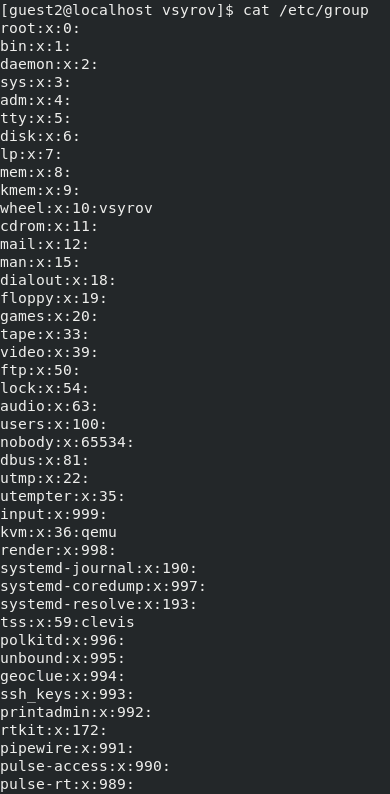 [guest2@localhost vsyrov]$ cat /etc/group
root:x:0:
bin:x:1:
daemon:x:2:
sys:x:3:
adm:x:4:
tty:x:5:
disk:x:6:
lp:x:7:
mem:x:8:
kmem:x:9:
wheel:x:10:vsyrov
cdrom:x:11:
mail:x:12:
man:x:15:
dialout:x:18:
floppy:x:19:
games:x:20:
tape:x:33:
video:x:39:
ftp:x:50:
lock:x:54:
audio:x:63:
users:x:100:
nobody:x:65534:
dbus:x:81:
utmp:x:22:
utempter:x:35:
input:x:999:
kvm:x:36:qemu
render:x:998:
systemd-journal:x:190:
systemd-coredump:x:997:
systemd-resolve:x:193:
tss:x:59:clevis
polkitd:x:996:
unbound:x:995:
geoclue:x:994:
ssh_keys:x:993:
printadmin:x:992:
rtkit:x:172:
pipewire:x:991:
pulse-access:x:990:
pulse-rt:x:989: